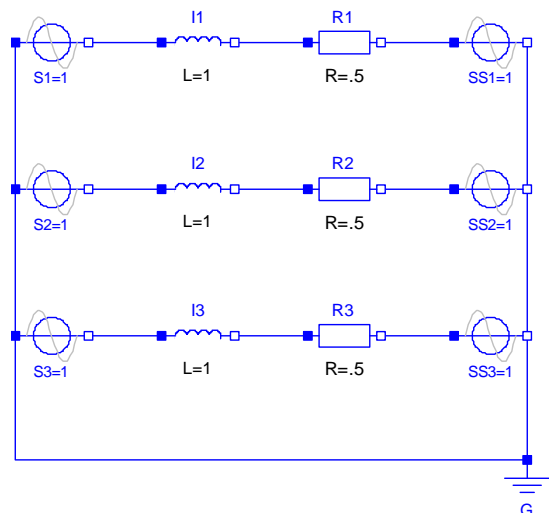 I1 R1
S1=1 L=1 R=.5 SS1=1
I2 R2
S2=1 L=1 R=.5 SS2=1
I3 R3
S3=1 L=1 R=.5 SS3=1
G